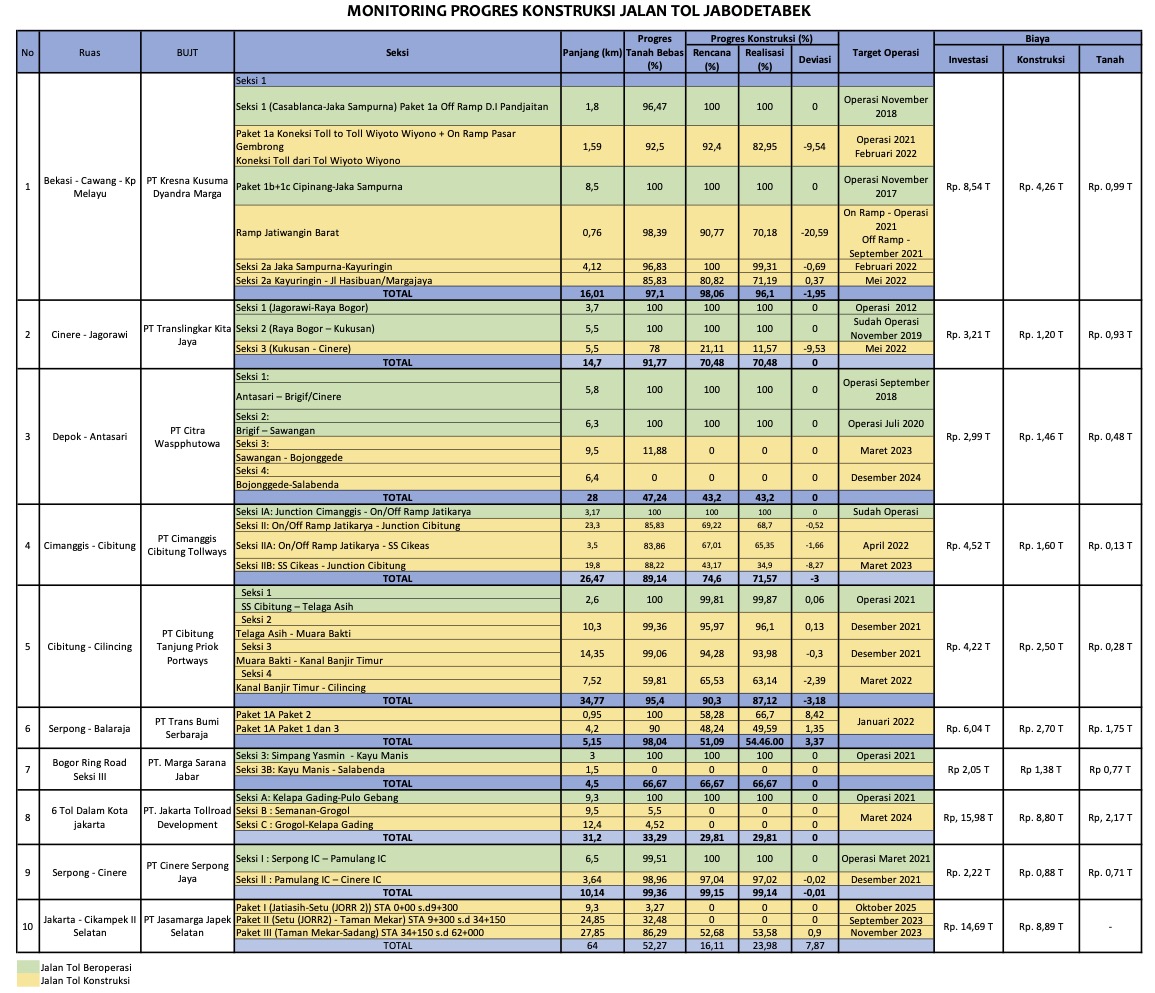 MONITORING PROGRES KONSTRUKSI JALAN TOL JABODETABEK
No Ruas BUJT Seksi Panjang (km) Progres Tanah Bebas (%) Progres Konstruksi (%) Rencana (%) Realisasi (%) Deviasi Target Operasi Biaya Investasi Konstruksi Tanah
1 Bekasi - Cawang - Kp Melayu PT Kresna Kusuma Dyandra Marga Rp. 8,54 T Rp. 4,26 T Rp. 0,99 T
Seksi 1
Seksi 1 (Casablanca-Jaka Sampurna) Paket 1a Off Ramp D.I Pandjaitan 1,8 96,47 100 100 0 Operasi November 2018
Paket 1a Koneksi Toll to Toll Wiyoto Wiyono + On Ramp Pasar Gembrong
Koneksi Toll dari Tol Wiyoto Wiyono 1,59 92,5 92,4 82,95 -9,54 Operasi 2021 Februari 2022
Paket 1b+1c Cipinang-Jaka Sampurna 8,5 100 100 100 0 Operasi November 2017
Ramp Jatiwangin Barat 0,76 98,39 90,77 70,18 -20,59 On Ramp - Operasi 2021 Off Ramp - September 2021
Seksi 2a Jaka Sampurna-Kayuringin 4,12 96,83 100 99,31 -0,69 Februari 2022
Seksi 2a Kayuringin - Jl Hasibuan/Margajaya 85,83 80,82 71,19 0,37 Mei 2022
TOTAL 16,01 97,1 98,06 96,1 -1,95
2 Cinere - Jagorawi PT Translingkar Kita Jaya Rp. 3,21 T Rp. 1,20 T Rp. 0,93 T
Seksi 1 (Jagorawi-Raya Bogor) 3,7 100 100 100 0 Operasi 2012
Seksi 2 (Raya Bogor – Kukusan) 5,5 100 100 100 0 Sudah Operasi November 2019
Seksi 3 (Kukusan - Cinere) 5,5 78 21,11 11,57 -9,53 Mei 2022
TOTAL 14,7 91,77 70,48 70,48 0
3 Depok - Antasari PT Citra Waspphutowa Rp. 2,99 T Rp. 1,46 T Rp. 0,48 T
Seksi 1:
Antasari – Brigif/Cinere 5,8 100 100 100 0 Operasi September 2018
Seksi 2:
Brigif – Sawangan 6,3 100 100 100 0 Operasi Juli 2020
Seksi 3:
Sawangan - Bojonggede 9,5 11,88 0 0 0 Maret 2023
Seksi 4:
Bojonggede-Salabenda 6,4 0 0 0 0 Desember 2024
TOTAL 28 47,24 43,2 43,2 0
4 Cimanggis - Cibitung PT Cimanggis Cibitung Tollways Rp. 4,52 T Rp. 1,60 T Rp. 0,13 T
Seksi IA: Junction Cimanggis - On/Off Ramp Jatikarya 3,17 100 100 100 0 Sudah Operasi
Seksi II: On/Off Ramp Jatikarya - Junction Cibitung 23,3 85,83 69,22 68,7 -0,52
Seksi IIA: On/Off Ramp Jatikarya - SS Cikeas 3,5 83,86 67,01 65,35 -1,66 April 2022
Seksi IIB: SS Cikeas - Junction Cibitung 19,8 88,22 43,17 34,9 -8,27 Maret 2023
TOTAL 26,47 89,14 74,6 71,57 -3
5 Cibitung - Cilincing PT Cibitung Tanjung Priok Portways Rp. 4,22 T Rp. 2,50 T Rp. 0,28 T
Seksi 1
SS Cibitung – Telaga Asih 2,6 100 99,81 99,87 0,06 Operasi 2021
Seksi 2
Telaga Asih - Muara Bakti 10,3 99,36 95,97 96,1 0,13 Desember 2021
Seksi 3
Muara Bakti - Kanal Banjir Timur 14,35 99,06 94,28 93,98 -0,3 Desember 2021
Seksi 4
Kanal Banjir Timur - Cilincing 7,52 59,81 65,53 63,14 -2,39 Maret 2022
TOTAL 34,77 95,4 90,3 87,12 -3,18
6 Serpong - Balaraja PT Trans Bumi Serbaraja Rp. 6,04 T Rp. 2,70 T Rp. 1,75 T
Paket 1A Paket 2 0,95 100 58,28 66,7 8,42 Januari 2022
Paket 1A Paket 1 dan 3 4,2 90 48,24 49,59 1,35
TOTAL 5,15 98,04 51,09 54.46.00 3,37
7 Bogor Ring Road Seksi III PT. Marga Sarana Jabar Rp 2,05 T Rp 1,38 T Rp 0,77 T
Seksi 3: Simpang Yasmin - Kayu Manis 3 100 100 100 0 Operasi 2021
Seksi 3B: Kayu Manis - Salabenda 1,5 0 0 0 0
TOTAL 4,5 66,67 66,67 66,67 0
8 6 Tol Dalam Kota jakarta PT. Jakarta Tollroad Development Rp, 15,98 T Rp. 8,80 T Rp, 2,17 T
Seksi A: Kelapa Gading-Pulo Gebang 9,3 100 100 100 0 Operasi 2021
Seksi B : Semanan-Grogol 9,5 5,5 0 0 0 Maret 2024
Seksi C : Grogol-Kelapa Gading 12,4 4,52 0 0 0
TOTAL 31,2 33,29 29,81 29,81 0
9 Serpong - Cinere PT Cinere Serpong Jaya Rp. 2,22 T Rp. 0,88 T Rp. 0,71 T
Seksi I : Serpong IC – Pamulang IC 6,5 99,51 100 100 0 Operasi Maret 2021
Seksi ll : Pamulang IC – Cinere IC 3,64 98,96 97,04 97,02 -0,02 Desember 2021
TOTAL 10,14 99,36 99,15 99,14 -0,01
10 Jakarta - Cikampek II Selatan PT Jasamarga Japek Selatan Rp. 14,69 T Rp. 8,89 T -
Paket I (Jatiasih-Setu (JORR 2)) STA 0+00 s.d9+300 9,3 3,27 0 0 0 Oktober 2025
Paket II (Setu (JORR2) - Taman Mekar) STA 9+300 s.d 34+150 24,85 32,48 0 0 0 September 2023
Paket III (Taman Mekar-Sadang) STA 34+150 s.d 62+000 27,85 86,29 52,68 53,58 0,9 November 2023
TOTAL 64 52,27 16,11 23,98 7,87
Jalan Tol Beroperasi
Jalan Tol Konstruksi